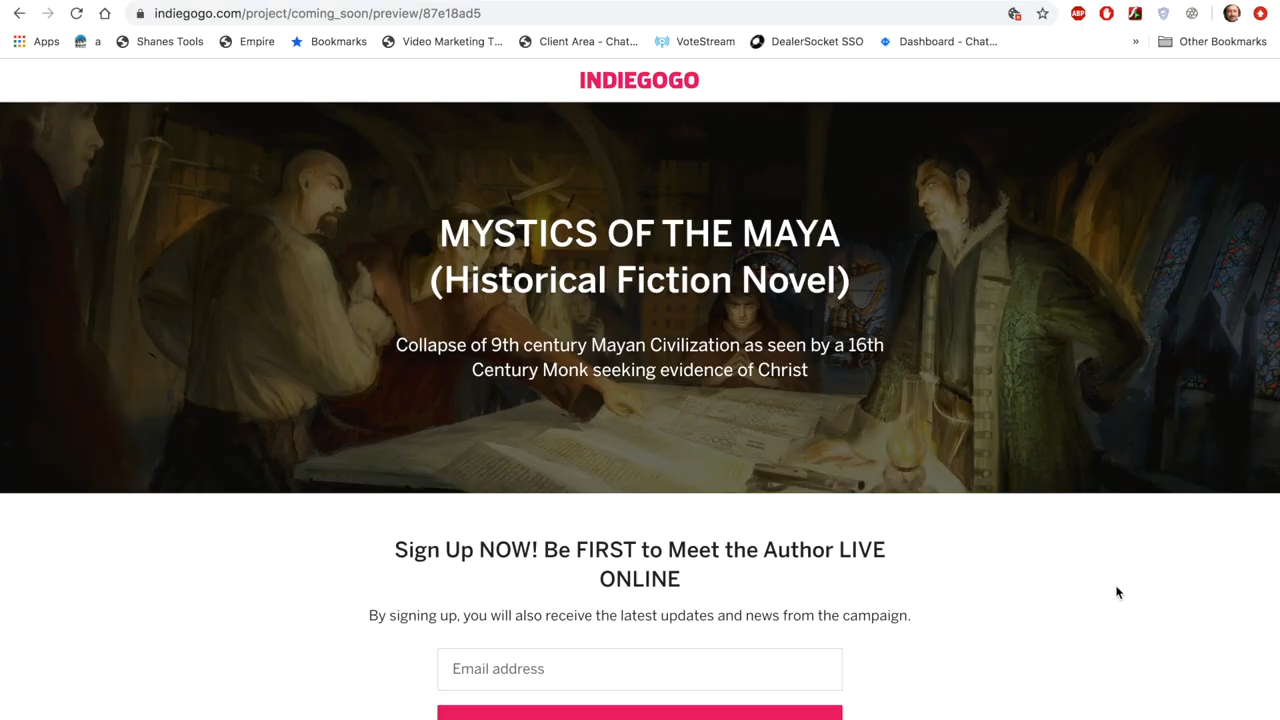 indiegogo.com/project/coming_soon/preview/87e18ad5
ABP
Apps
a
Shanes Tools
Empire
Bookmarks
Video Marketing T...
Client Area - Chat...
VoteStream
DealerSocket SSO
Dashboard - Chat...
»
Other Bookmarks
INDIEGOGO
MYSTICS OF THE MAYA
(Historical Fiction Novel)
Collapse of 9th century Mayan Civilization as seen by a 16th
Century Monk seeking evidence of Christ
Sign Up NOW! Be FIRST to Meet the Author LIVE
ONLINE
By signing up, you will also receive the latest updates and news from the campaign.
Email address